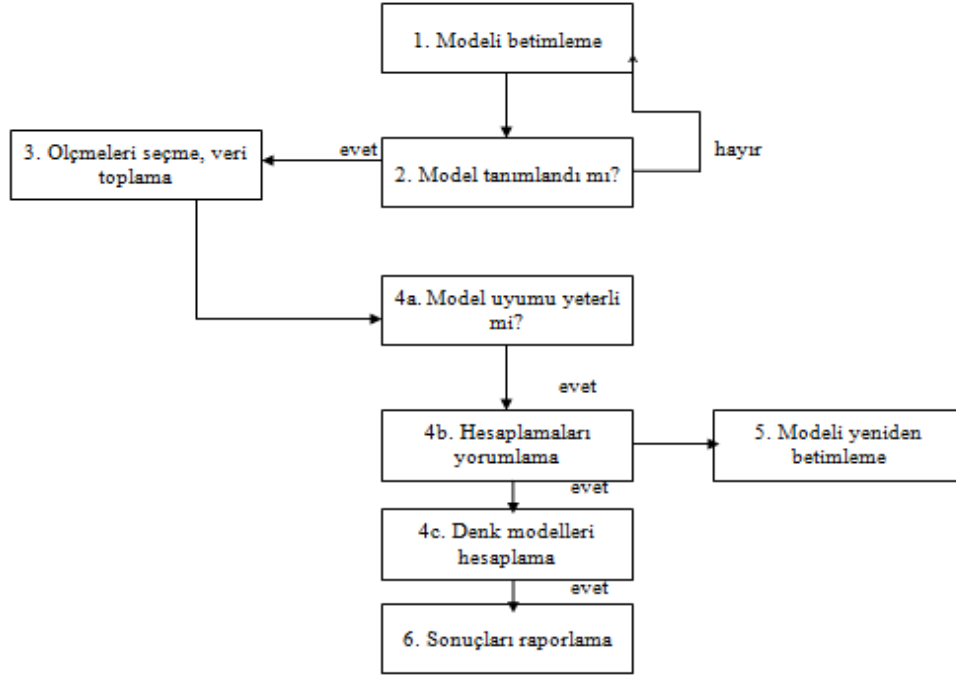 1. Modeli betimleme
3. Olçmeleri seçme, veri
toplama
evet
2. Model tanımlandı mı?
hayır
4a. Model uyumu yeterli
mi?
evet
4b. Hesaplamaları
yorumlama
5. Modeli yeniden
betimleme
evet
4c. Denk modelleri
hesaplama
evet
6. Sonuçları raporlama